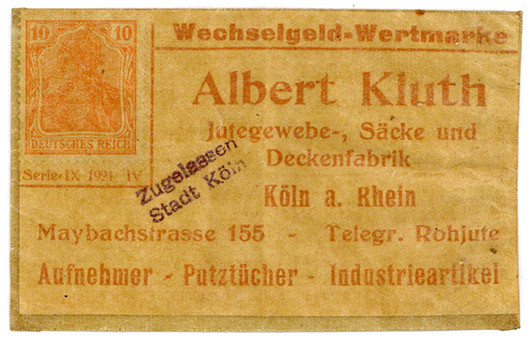 10 10
DEUTSCHES REICH
Serie IX 1921 IV
Wechselgeld-Wertmarke
Albert Kluth
Jutegewebe-, Säcke und
Deckenfabrik
Köln a. Rhein
Maybachstrasse 155 - Telegr. Rohjute
Aufnehmer - Putztücher - Industrieartikel
Zugelassen
Stadt Köln